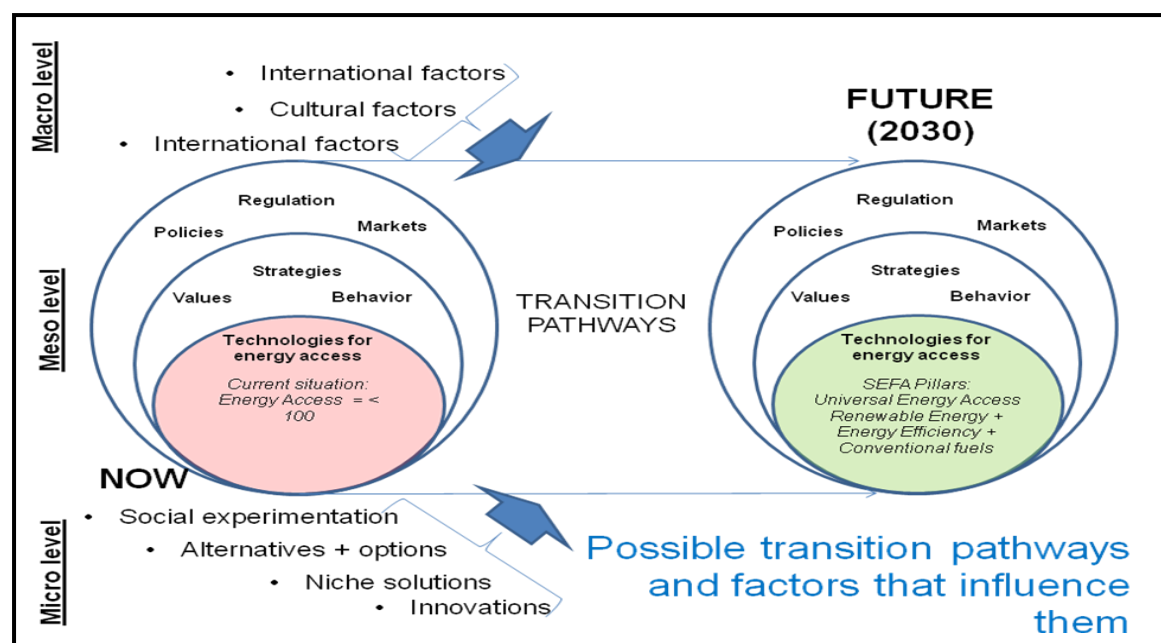 Macro level
• International factors
• Cultural factors
• International factors
FUTURE
(2030)
Regulation
Policies
Markets
Strategies
Values
Behavior
Technologies for
energy access
Current situation:
Energy Access = <
100
Meso level
TRANSITION
PATHWAYS
Regulation
Policies
Markets
Strategies
Values
Behavior
Technologies for
energy access
SEFA Pillars:
Universal Energy Access
Renewable Energy +
Energy Efficiency +
Conventional fuels
NOW
Micro level
• Social experimentation
• Alternatives + options
• Niche solutions
• Innovations
Possible transition pathways
and factors that influence
them